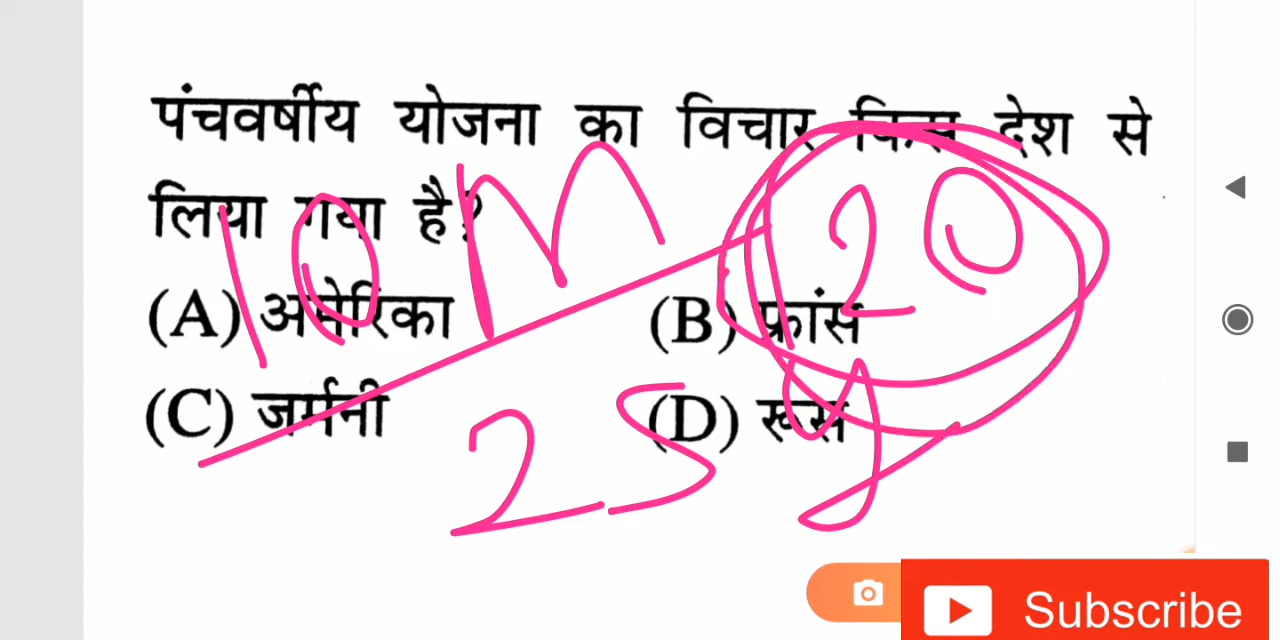 पंचवर्षीय योजना का विचार किस देश से
लिया गया है?
(A) अमेरिका (B) फ्रांस
(C) जर्मनी (D) रूस
10 M 20
25 y
Subscribe